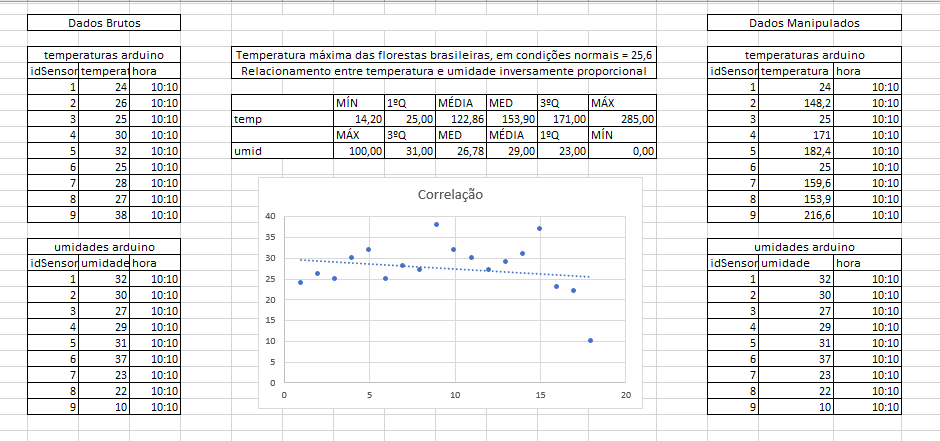 Dados Brutos
temperaturas arduino
idSensor temperat hora
1 24 10:10
2 26 10:10
3 25 10:10
4 30 10:10
5 32 10:10
6 25 10:10
7 28 10:10
8 27 10:10
9 38 10:10
umidades arduino
idSensor umidade hora
1 32 10:10
2 30 10:10
3 27 10:10
4 29 10:10
5 31 10:10
6 37 10:10
7 23 10:10
8 22 10:10
9 10 10:10
Temperatura máxima das florestas brasileiras, em condições normais = 25,6
Relacionamento entre temperatura e umidade inversamente proporcional
MÍN 1ºQ MÉDIA MED 3ºQ MÁX
temp 14,20 25,00 122,86 153,90 171,00 285,00
MÁX 3ºQ MED MÉDIA 1ºQ MÍN
umid 100,00 31,00 26,78 29,00 23,00 0,00
Correlação
40
35
30
25
20
15
10
5
0
0 5 10 15 20
Dados Manipulados
temperaturas arduino
idSensor temperatura hora
1 24 10:10
2 148,2 10:10
3 25 10:10
4 171 10:10
5 182,4 10:10
6 25 10:10
7 159,6 10:10
8 153,9 10:10
9 216,6 10:10
umidades arduino
idSensor umidade hora
1 32 10:10
2 30 10:10
3 27 10:10
4 29 10:10
5 31 10:10
6 37 10:10
7 23 10:10
8 22 10:10
9 10 10:10